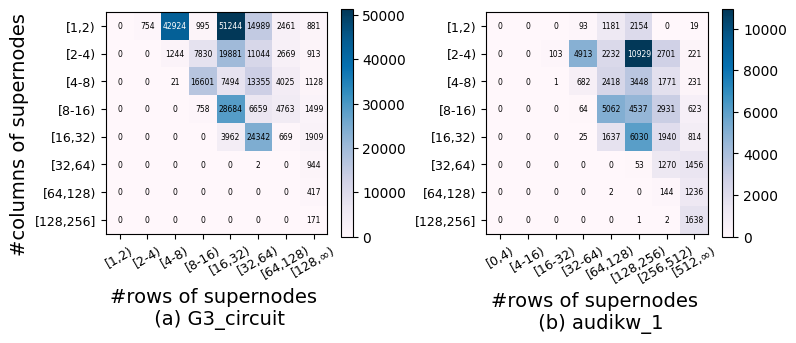 #columns of supernodes
[1,2) 0 754 42924 995 51244 14989 2461 881
[2-4) 0 0 1244 7830 19881 11044 2669 913
[4-8) 0 0 21 16601 7494 13355 4025 1128
[8-16) 0 0 0 758 28684 6659 4763 1499
[16,32) 0 0 0 0 3962 24342 669 1909
[32,64) 0 0 0 0 0 2 0 944
[64,128) 0 0 0 0 0 0 0 417
[128,256] 0 0 0 0 0 0 0 171
[1,2) [2-4) [4-8) [8-16) [16,32) [32-64) [64,128) [128,∞)
50000
40000
30000
20000
10000
0
#rows of supernodes
(a) G3_circuit
[1,2) 0 0 0 93 1181 2154 0 19
[2-4) 0 0 103 4913 2232 10929 2701 221
[4-8) 0 0 1 682 2418 3448 1771 231
[8-16) 0 0 0 64 5062 4537 2931 623
[16,32) 0 0 0 25 1637 6030 1940 814
[32,64) 0 0 0 0 0 53 1270 1456
[64,128) 0 0 0 0 2 0 144 1236
[128,256] 0 0 0 0 0 1 2 1638
[0,4) [4-16) [16-32) [32-64) [64,128) [128,256) [256,512) [512,∞)
10000
8000
6000
4000
2000
0
#rows of supernodes
(b) audikw_1